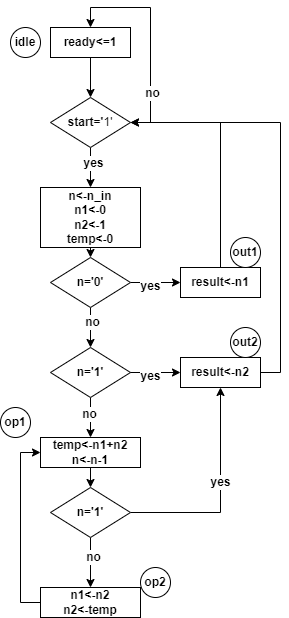 idle
ready<=1
no
start='1'
yes
n<-n_in
n1<-0
n2<-1
temp<-0
out1
n='0'
yes
result<-n1
no
out2
n='1'
yes
result<-n2
no
op1
temp<-n1+n2
n<-n-1
yes
n='1'
no
op2
n1<-n2
n2<-temp